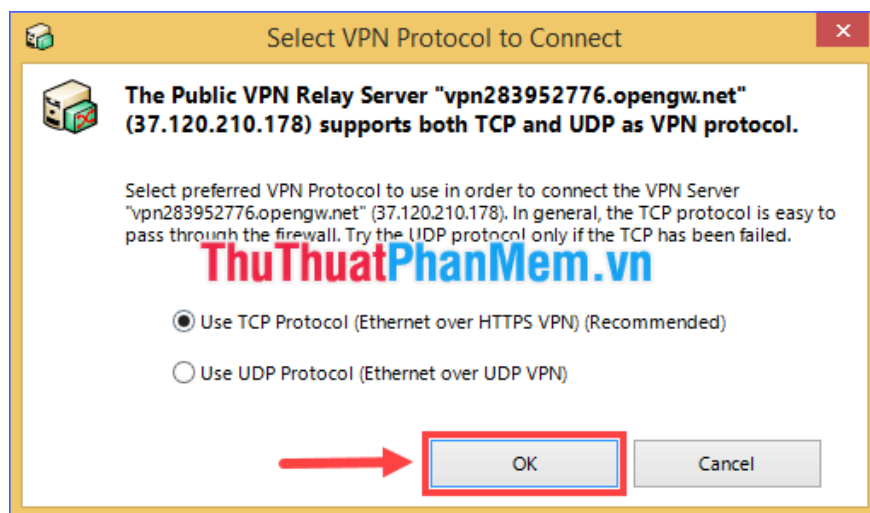 Select VPN Protocol to Connect
The Public VPN Relay Server "vpn283952776.opengw.net"
(37.120.210.178) supports both TCP and UDP as VPN protocol.
Select preferred VPN Protocol to use in order to connect the VPN Server
"vpn283952776.opengw.net" (37.120.210.178). In general, the TCP protocol is easy to
pass through the firewall. Try the UDP protocol only if the TCP has been failed.
ThuThuatPhanMem.vn
Use TCP Protocol (Ethernet over HTTPS VPN) (Recommended)
Use UDP Protocol (Ethernet over UDP VPN)
OK
Cancel